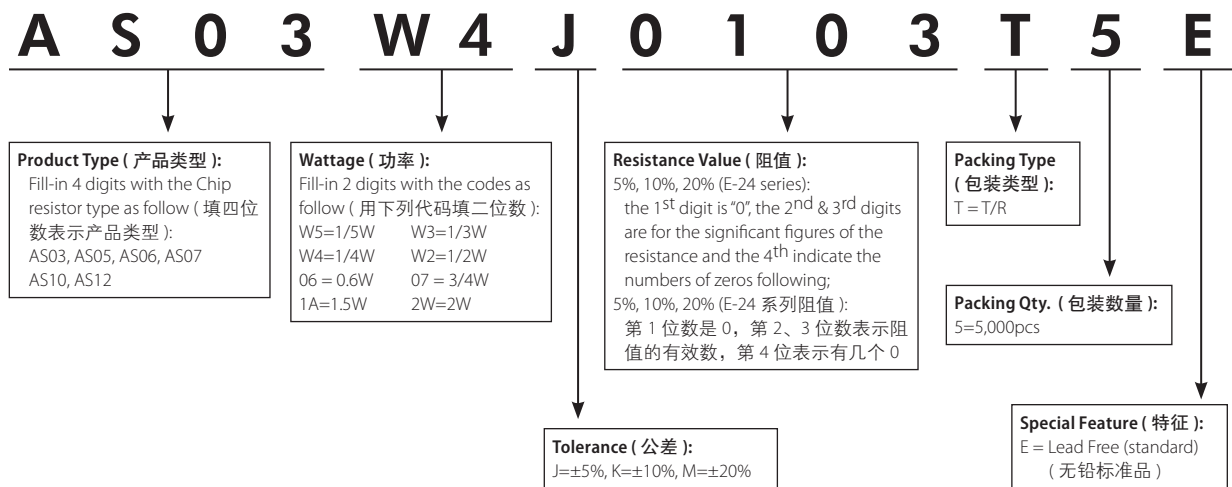 A S 0 3 W 4 J 0 1 0 3 T 5 E
Product Type ( 产品类型 ):
Fill-in 4 digits with the Chip
resistor type as follow ( 填四位
数表示产品类型 ):
AS03, AS05, AS06, AS07
AS10, AS12
Wattage ( 功率 ):
Fill-in 2 digits with the codes as
follow ( 用下列代码填二位数 ):
W5=1/5W W3=1/3W
W4=1/4W W2=1/2W
06 = 0.6W 07 = 3/4W
1A=1.5W 2W=2W
Resistance Value ( 阻值 ):
5%, 10%, 20% (E-24 series):
the 1st digit is "0", the 2nd & 3rd digits
are for the significant figures of the
resistance and the 4th indicate the
numbers of zeros following;
5%, 10%, 20% (E-24 系列阻值 ):
第 1 位数是 0，第 2、3 位数表示阻
值的有效数，第 4 位表示有几个 0
Packing Type
( 包装类型 ):
T = T/R
Packing Qty. ( 包装数量 ):
5=5,000pcs
Tolerance ( 公差 ):
J=±5%, K=±10%, M=±20%
Special Feature ( 特征 ):
E = Lead Free (standard)
( 无铅标准品 )